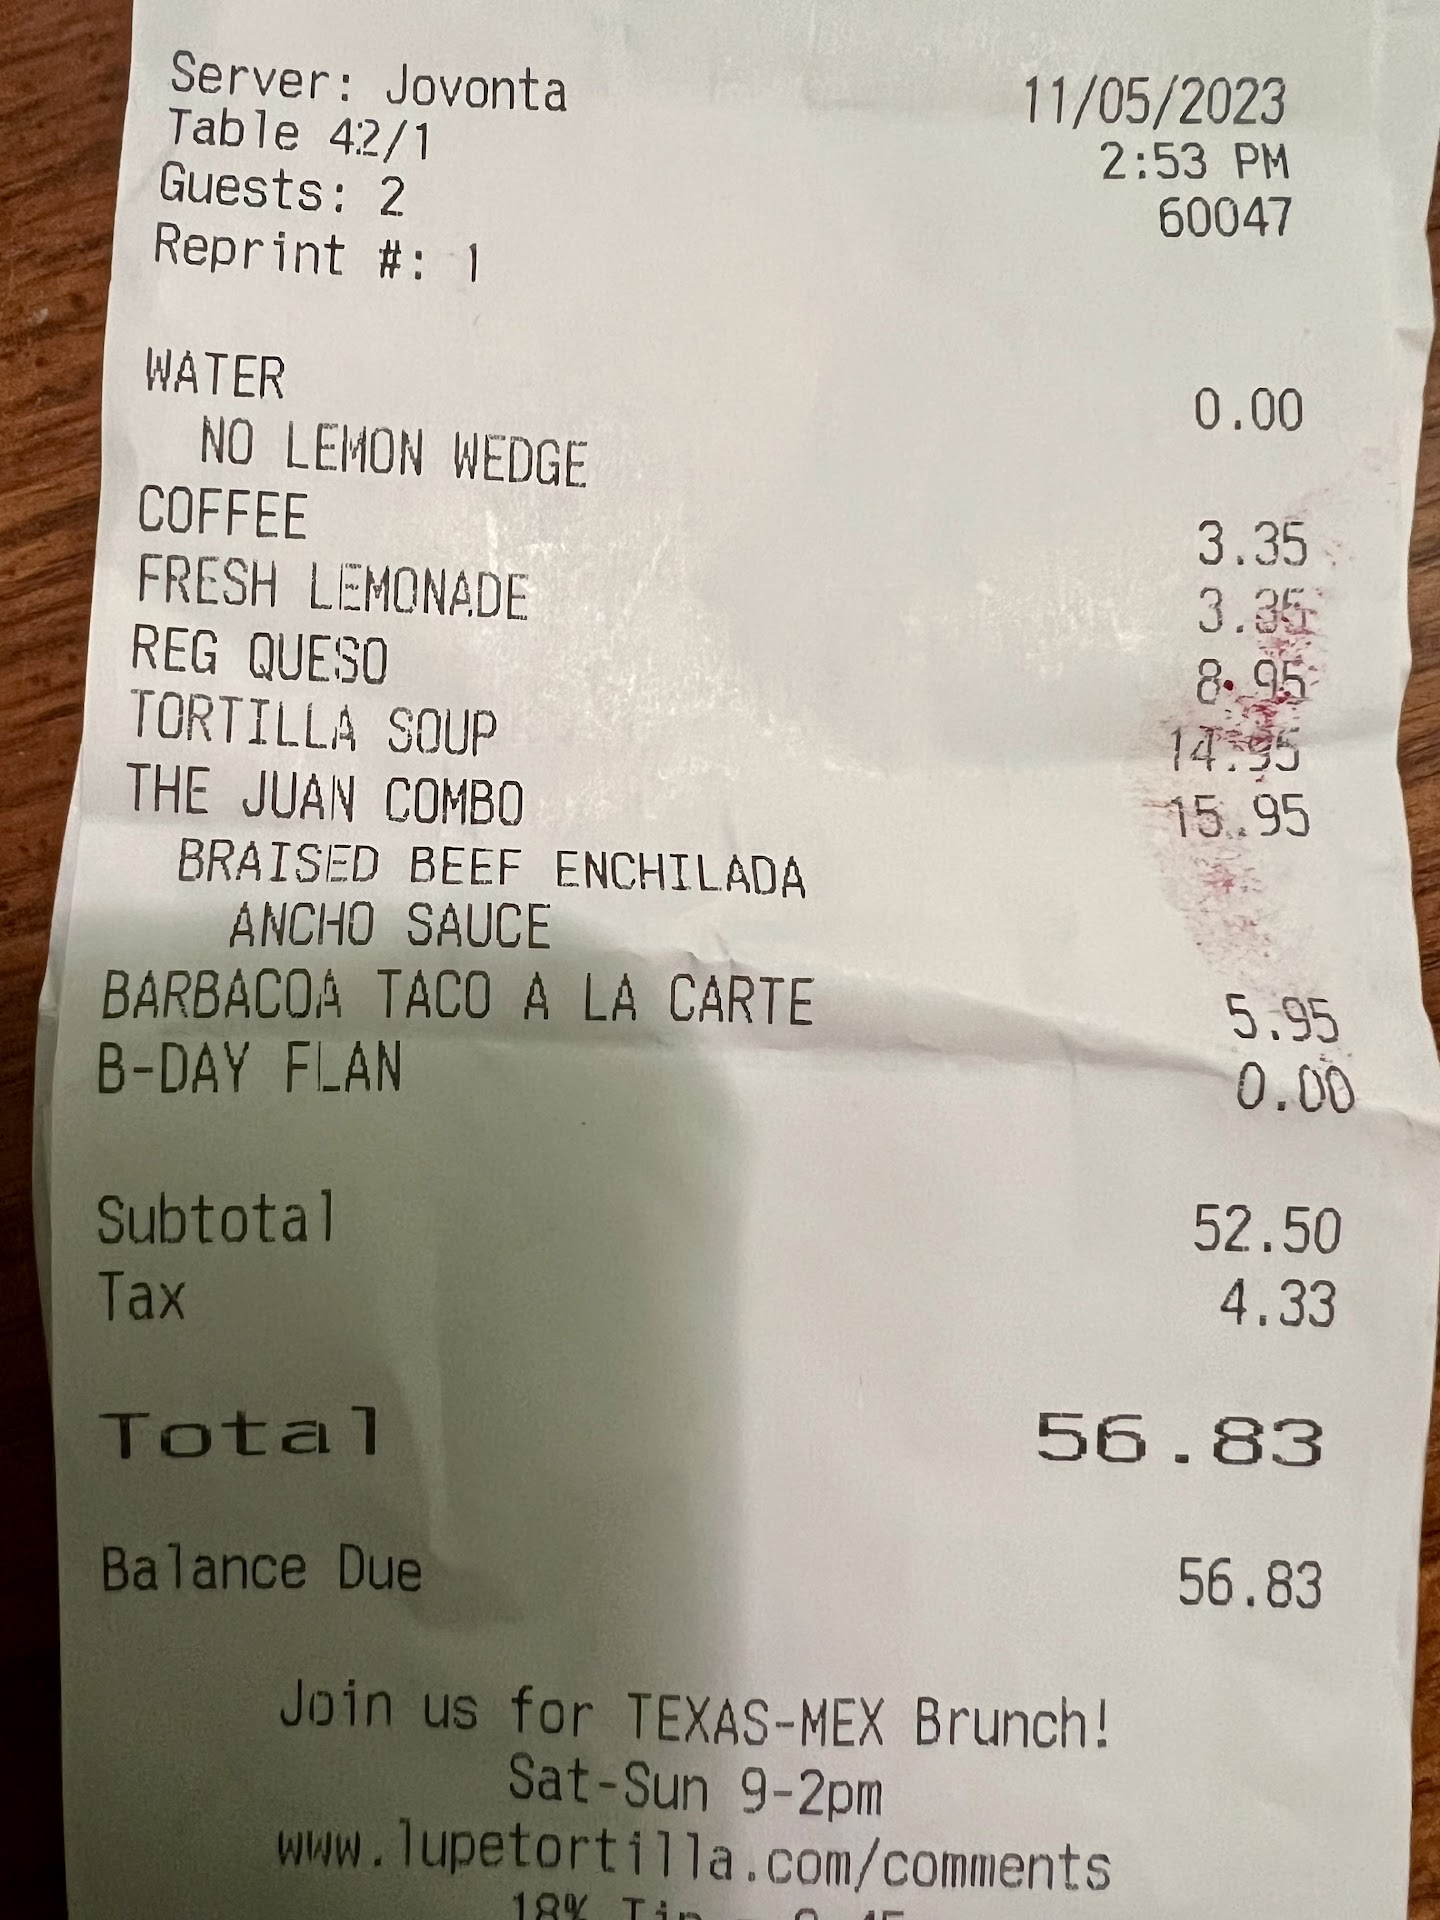 Server: Jovonta 11/05/2023
Table 42/1 2:53 PM
Guests: 2 60047
Reprint #: 1
WATER 0.00
NO LEMON WEDGE
COFFEE 3.35
FRESH LEMONADE 3.35
REG QUESO 8.95
TORTILLA SOUP 14.95
THE JUAN COMBO 15.95
BRAISED BEEF ENCHILADA
ANCHO SAUCE
BARBACOA TACO A LA CARTE 5.95
B-DAY FLAN 0.00
Subtotal 52.50
Tax 4.33
Total 56.83
Balance Due 56.83
Join us for TEXAS-MEX Brunch!
Sat-Sun 9-2pm
www.lupetortilla.com/comments
18% Tip